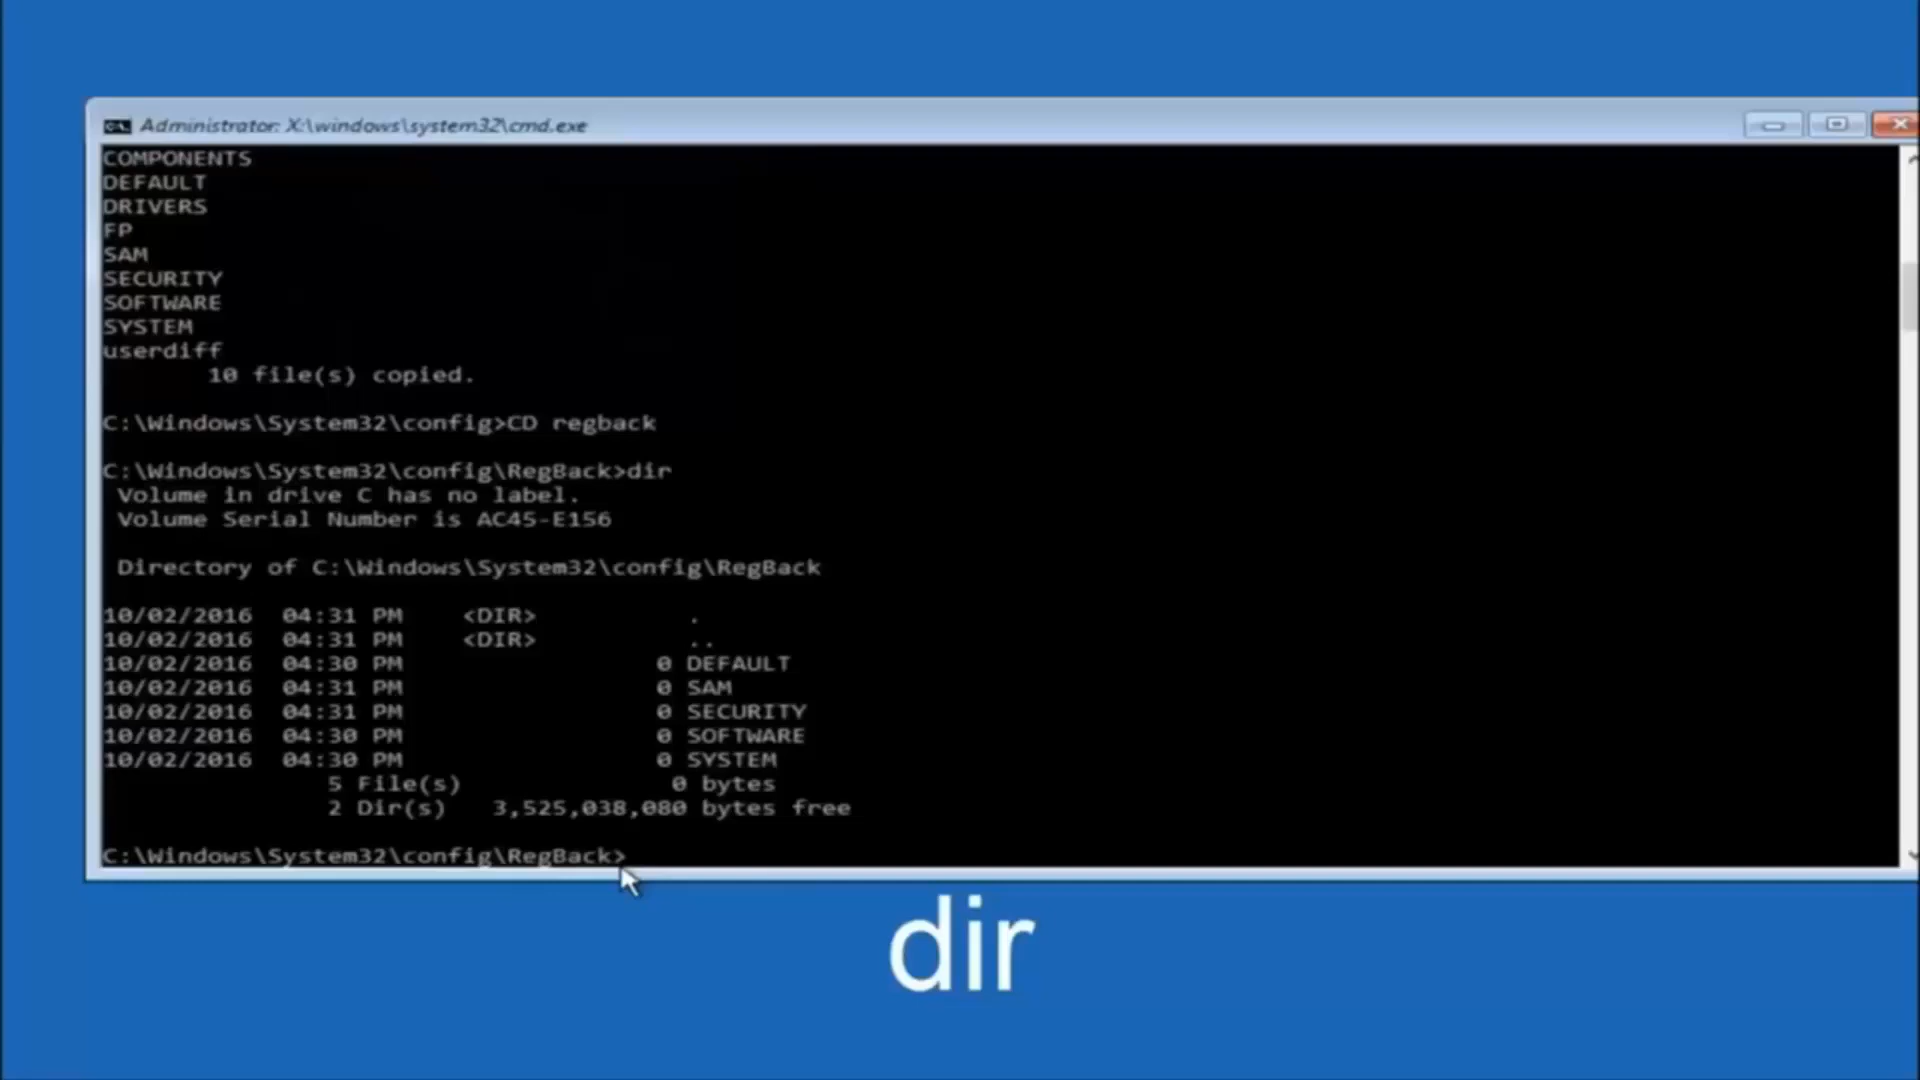 Administrator: X:\windows\system32\cmd.exe
COMPONENTS
DEFAULT
DRIVERS
FP
SAM
SECURITY
SOFTWARE
SYSTEM
userdiff
10 file(s) copied.
C:\Windows\System32\config>CD regback
C:\Windows\System32\config\RegBack>dir
Volume in drive C has no label.
Volume Serial Number is AC45-E156
Directory of C:\Windows\System32\config\RegBack
10/02/2016 04:31 PM <DIR> .
10/02/2016 04:31 PM <DIR> ..
10/02/2016 04:30 PM 0 DEFAULT
10/02/2016 04:31 PM 0 SAM
10/02/2016 04:31 PM 0 SECURITY
10/02/2016 04:30 PM 0 SOFTWARE
10/02/2016 04:30 PM 0 SYSTEM
5 File(s) 0 bytes
2 Dir(s) 3,525,038,080 bytes free
C:\Windows\System32\config\RegBack>
dir